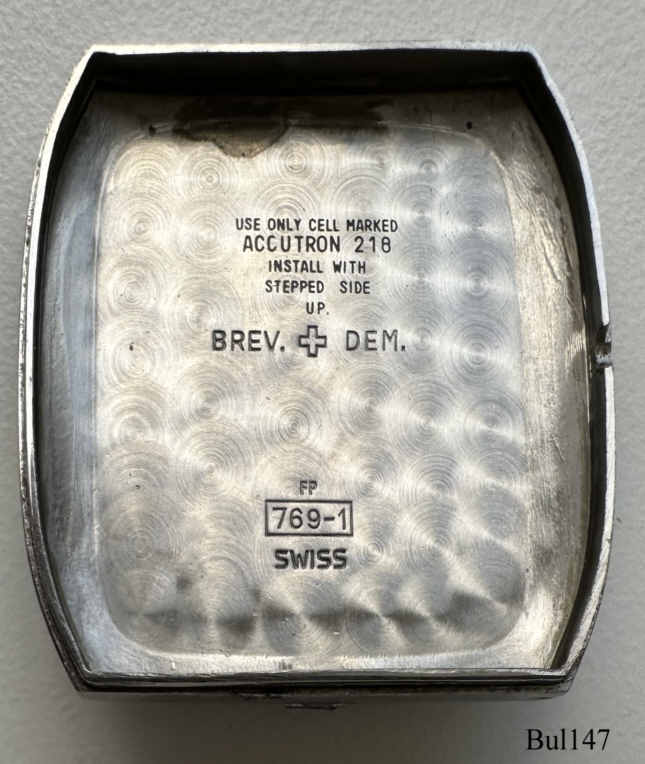 USE ONLY CELL MARKED
ACCUTRON 218
INSTALL WITH
STEPPED SIDE
UP.
BREV. ✚ DEM.
FP
769-1
SWISS
Bul147